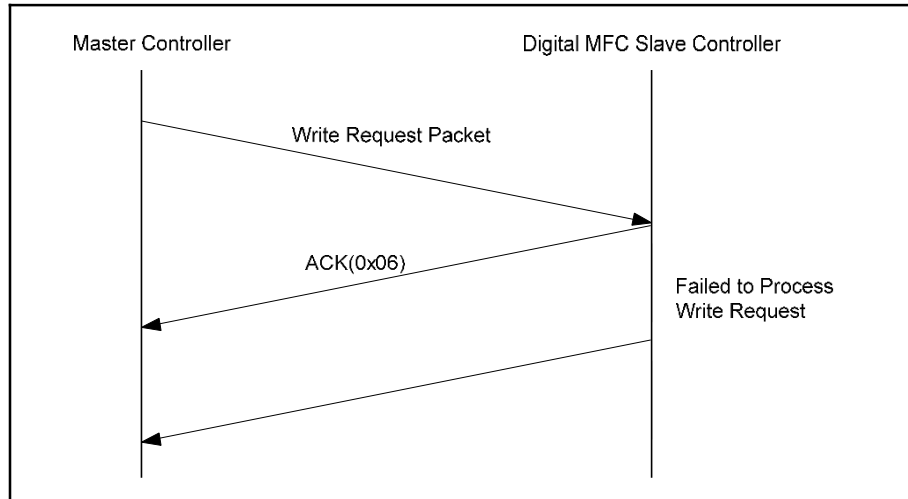 Master Controller
Digital MFC Slave Controller
Write Request Packet
ACK(0x06)
Failed to Process
Write Request